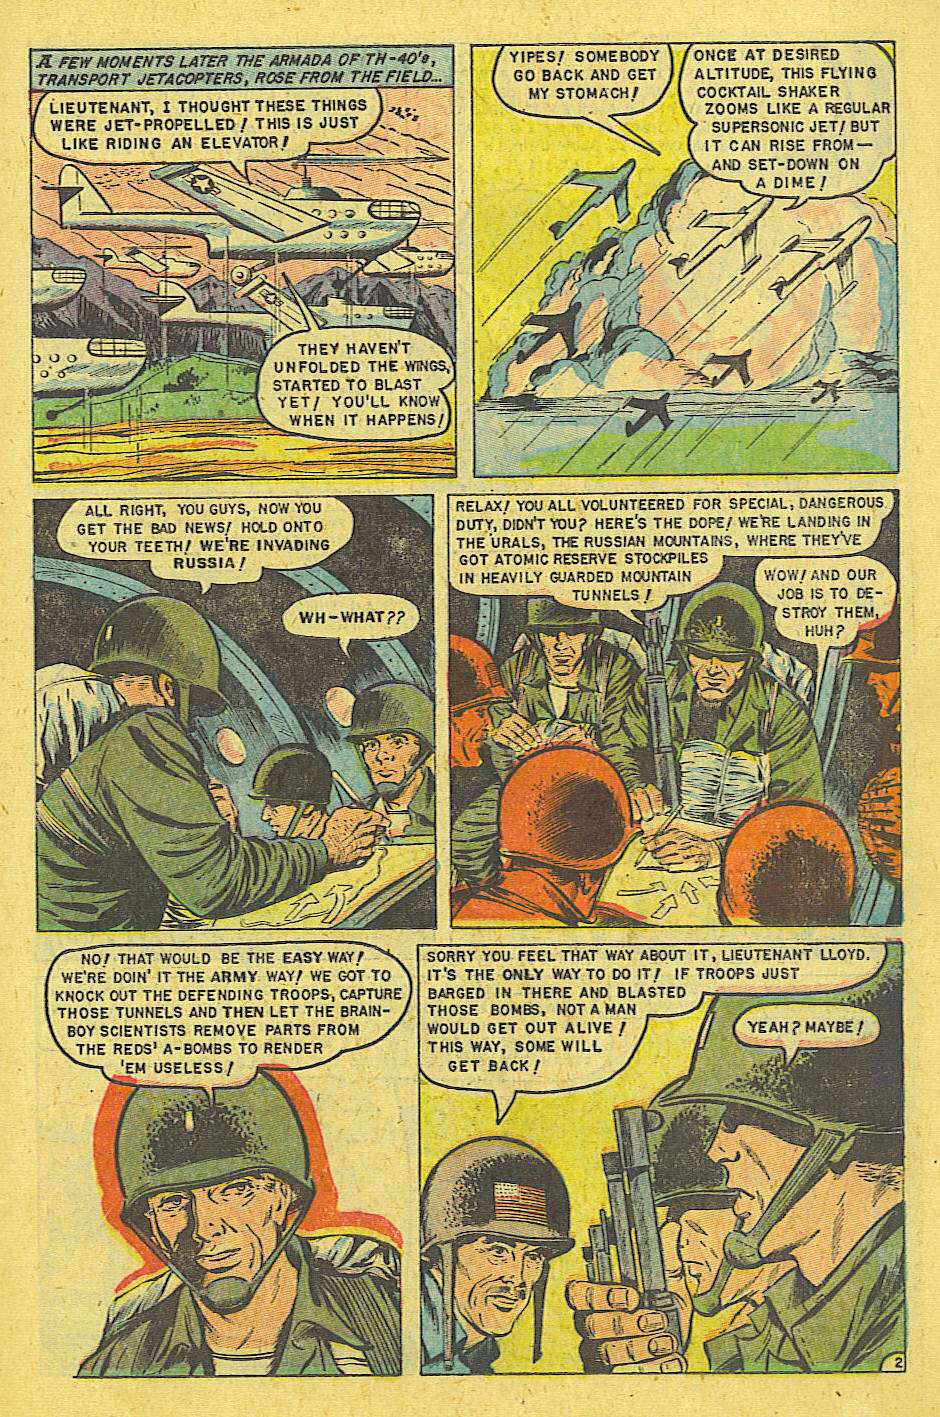 A FEW MOMENTS LATER THE ARMADA OF TH-40's,
TRANSPORT JETACOPTERS, ROSE FROM THE FIELD...
LIEUTENANT, I THOUGHT THESE THINGS
WERE JET-PROPELLED! THIS IS JUST
LIKE RIDING AN ELEVATOR!
THEY HAVEN'T
UNFOLDED THE WINGS,
STARTED TO BLAST
YET! YOU'LL KNOW
WHEN IT HAPPENS!
YIPES! SOMEBODY
GO BACK AND GET
MY STOMACH!
ONCE AT DESIRED
ALTITUDE, THIS FLYING
COCKTAIL SHAKER
ZOOMS LIKE A REGULAR
SUPERSONIC JET! BUT
IT CAN RISE FROM—
AND SET-DOWN ON
A DIME!
ALL RIGHT, YOU GUYS, NOW YOU
GET THE BAD NEWS! HOLD ONTO
YOUR TEETH! WE'RE INVADING
RUSSIA!
WH-WHAT??
RELAX! YOU ALL VOLUNTEERED FOR SPECIAL, DANGEROUS
DUTY, DIDN'T YOU? HERE'S THE DOPE! WE'RE LANDING IN
THE URALS, THE RUSSIAN MOUNTAINS, WHERE THEY'VE
GOT ATOMIC RESERVE STOCKPILES
IN HEAVILY GUARDED MOUNTAIN
TUNNELS!
WOW! AND OUR
JOB IS TO DE-
STROY THEM,
HUH?
NO! THAT WOULD BE THE EASY WAY!
WE'RE DOIN' IT THE ARMY WAY! WE GOT TO
KNOCK OUT THE DEFENDING TROOPS, CAPTURE
THOSE TUNNELS AND THEN LET THE BRAIN-
BOY SCIENTISTS REMOVE PARTS FROM
THE REDS' A-BOMBS TO RENDER
'EM USELESS!
SORRY YOU FEEL THAT WAY ABOUT IT, LIEUTENANT LLOYD.
IT'S THE ONLY WAY TO DO IT! IF TROOPS JUST
BARGED IN THERE AND BLASTED
THOSE BOMBS, NOT A MAN
WOULD GET OUT ALIVE!
THIS WAY, SOME WILL
GET BACK!
YEAH? MAYBE!
2